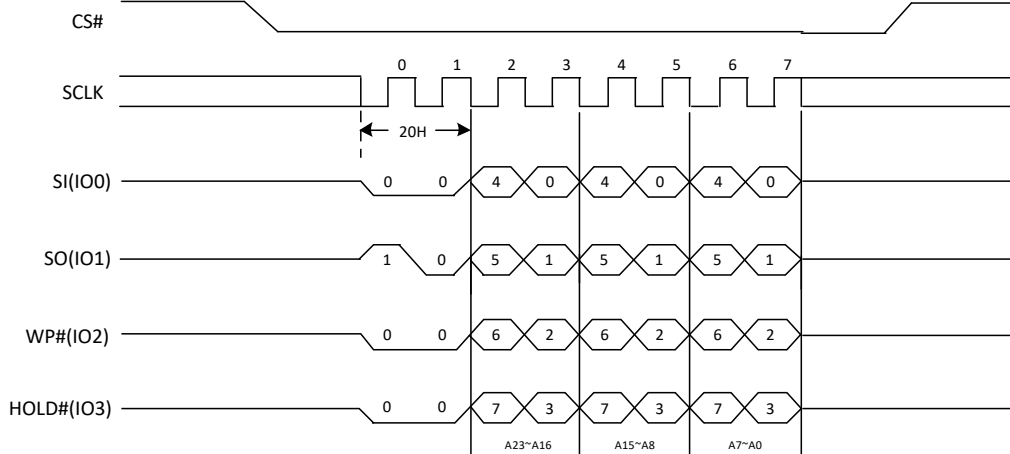 CS#
0 1 2 3 4 5 6 7
SCLK
20H
SI(IO0) 0 0 4 0 4 0 4 0
SO(IO1) 1 0 5 1 5 1 5 1
WP#(IO2) 0 0 6 2 6 2 6 2
HOLD#(IO3) 0 0 7 3 7 3 7 3
A23~A16 A15~A8 A7~A0